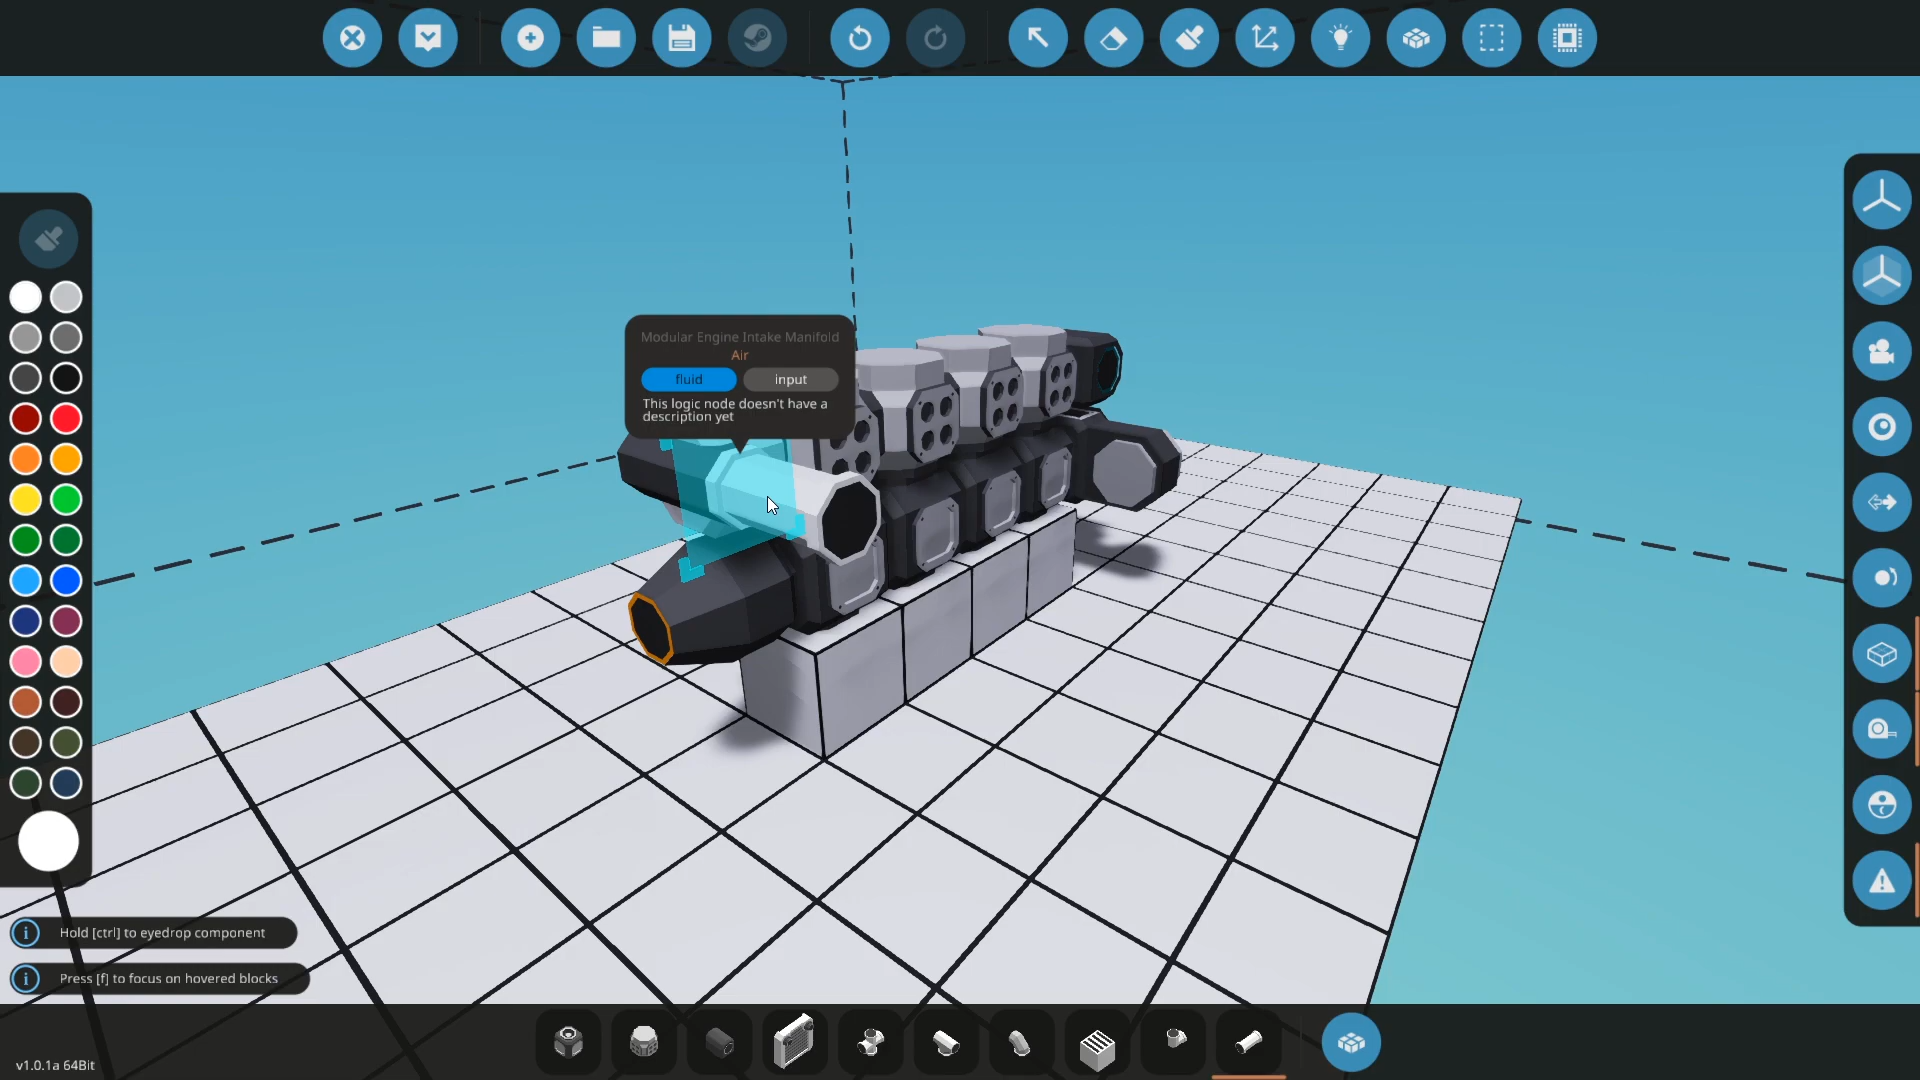 Modular Engine Intake Manifold
Air
fluid input
This logic node doesn't have a
description yet
Hold [ctrl] to eyedrop component
Press [f] to focus on hovered blocks
v1.0.1a 64Bit